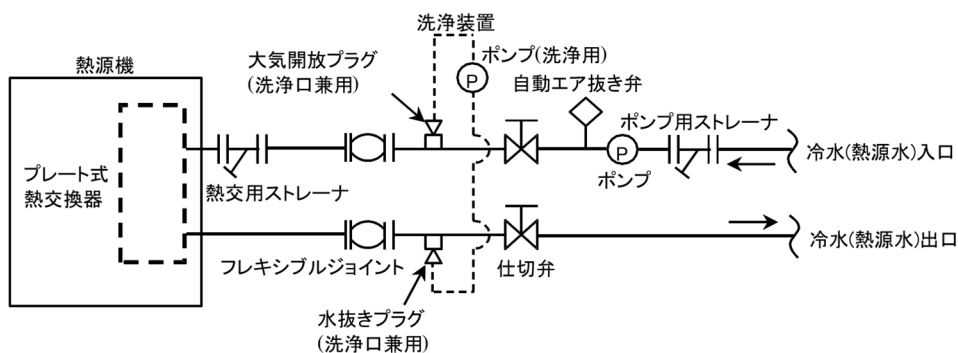 洗浄装置
熱源機
大気開放プラグ
(洗浄口兼用)
ポンプ(洗浄用)
P
自動エア抜き弁
ポンプ用ストレーナ
P
冷水(熱源水)入口
プレート式
熱交換器
熱交用ストレーナ
ポンプ
冷水(熱源水)出口
フレキシブルジョイント
仕切弁
水抜きプラグ
(洗浄口兼用)